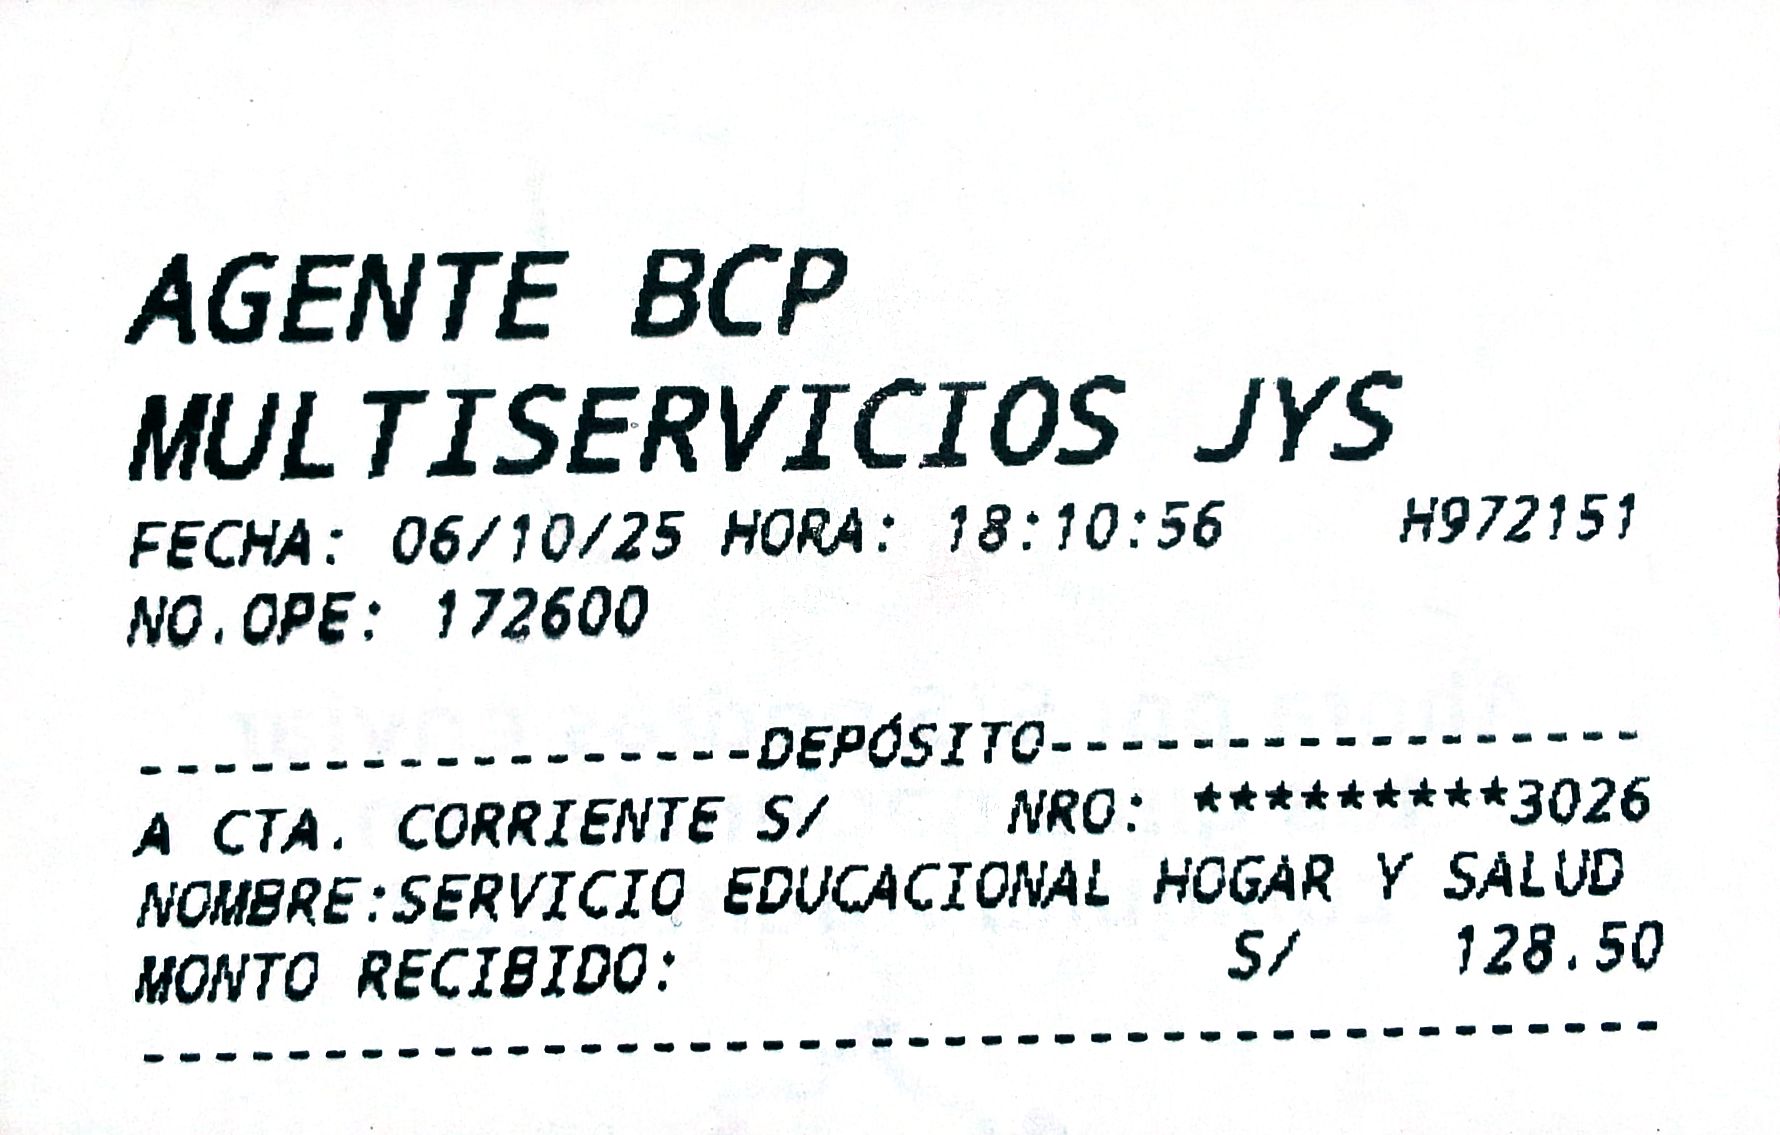 AGENTE BCP
MULTISERVICIOS JYS
FECHA: 06/10/25 HORA: 18:10:56 H972151
NO.OPE: 172600
-----------------DEPÓSITO-----------------
A CTA. CORRIENTE S/ NRO: *********3026
NOMBRE:SERVICIO EDUCACIONAL HOGAR Y SALUD
MONTO RECIBIDO: S/ 128.50
------------------------------------------